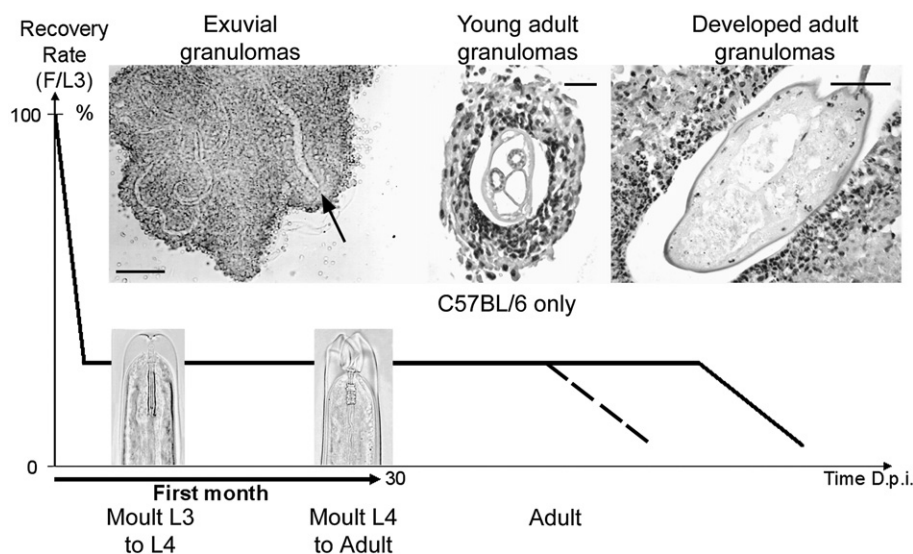 Recovery
Rate
(F/L3)
Exuvial
granulomas
Young adult
granulomas
Developed adult
granulomas
100
%
C57BL/6 only
0
30
Time D.p.i.
First month
Moult L3
to L4
Moult L4
to Adult
Adult